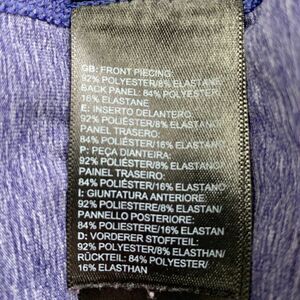 GB: FRONT PIECING:
92% POLYESTER/8% ELASTANE
BACK PANEL: 84% POLYESTER/
16% ELASTANE
E: INSERTO DELANTERO:
92% POLIÉSTER/8% ELASTANO
PANEL TRASERO:
84% POLIÉSTER/16% ELASTANO
P: PEÇA DIANTEIRA:
92% POLIÉSTER/8% ELASTANO
PAINEL TRASEIRO:
84% POLIÉSTER/16% ELASTANO
I: GIUNTATURA ANTERIORE:
92% POLIESTERE/8% ELASTAN/
PANNELLO POSTERIORE:
84% POLIESTERE/16% ELASTAN
D: VORDERER STOFFTEIL:
92% POLYESTER/8% ELASTHAN/
RÜCKTEIL: 84% POLYESTER/
16% ELASTHAN